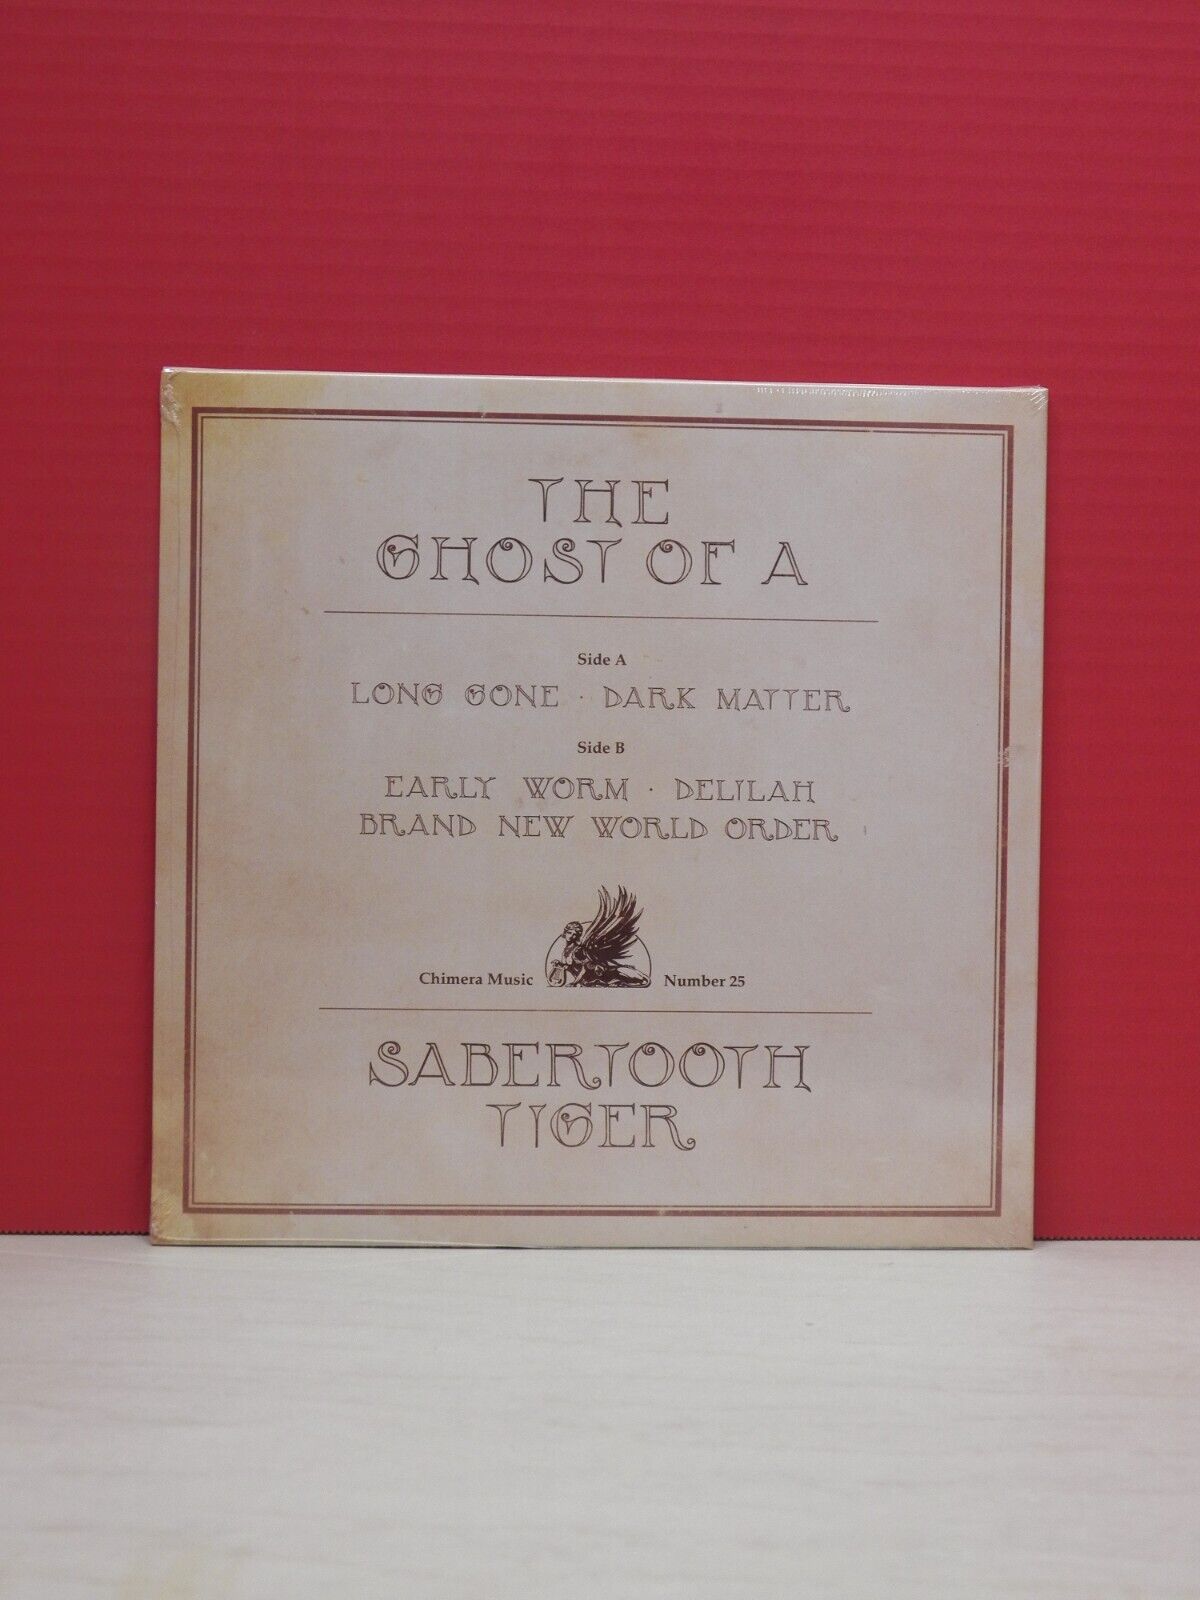 THE
GHOST OF A
Side A
LONG GONE · DARK MATTER
Side B
EARLY WORM · DELILAH
BRAND NEW WORLD ORDER
Chimera Music Number 25
SABERTOOTH
TIGER